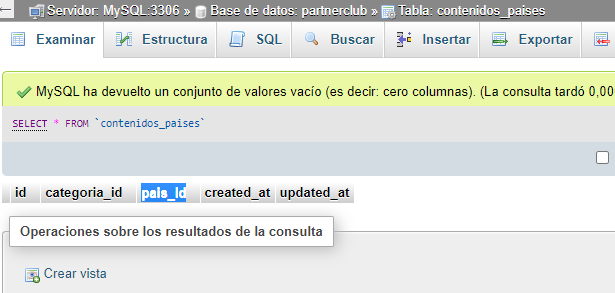 Servidor: MySQL:3306 » Base de datos: partnerclub » Tabla: contenidos_paises
Examinar Estructura SQL Buscar Insertar Exportar
MySQL ha devuelto un conjunto de valores vacío (es decir: cero columnas). (La consulta tardó 0,00
SELECT * FROM `contenidos_paises`
id categoria_id pais_id created_at updated_at
Operaciones sobre los resultados de la consulta
Crear vista